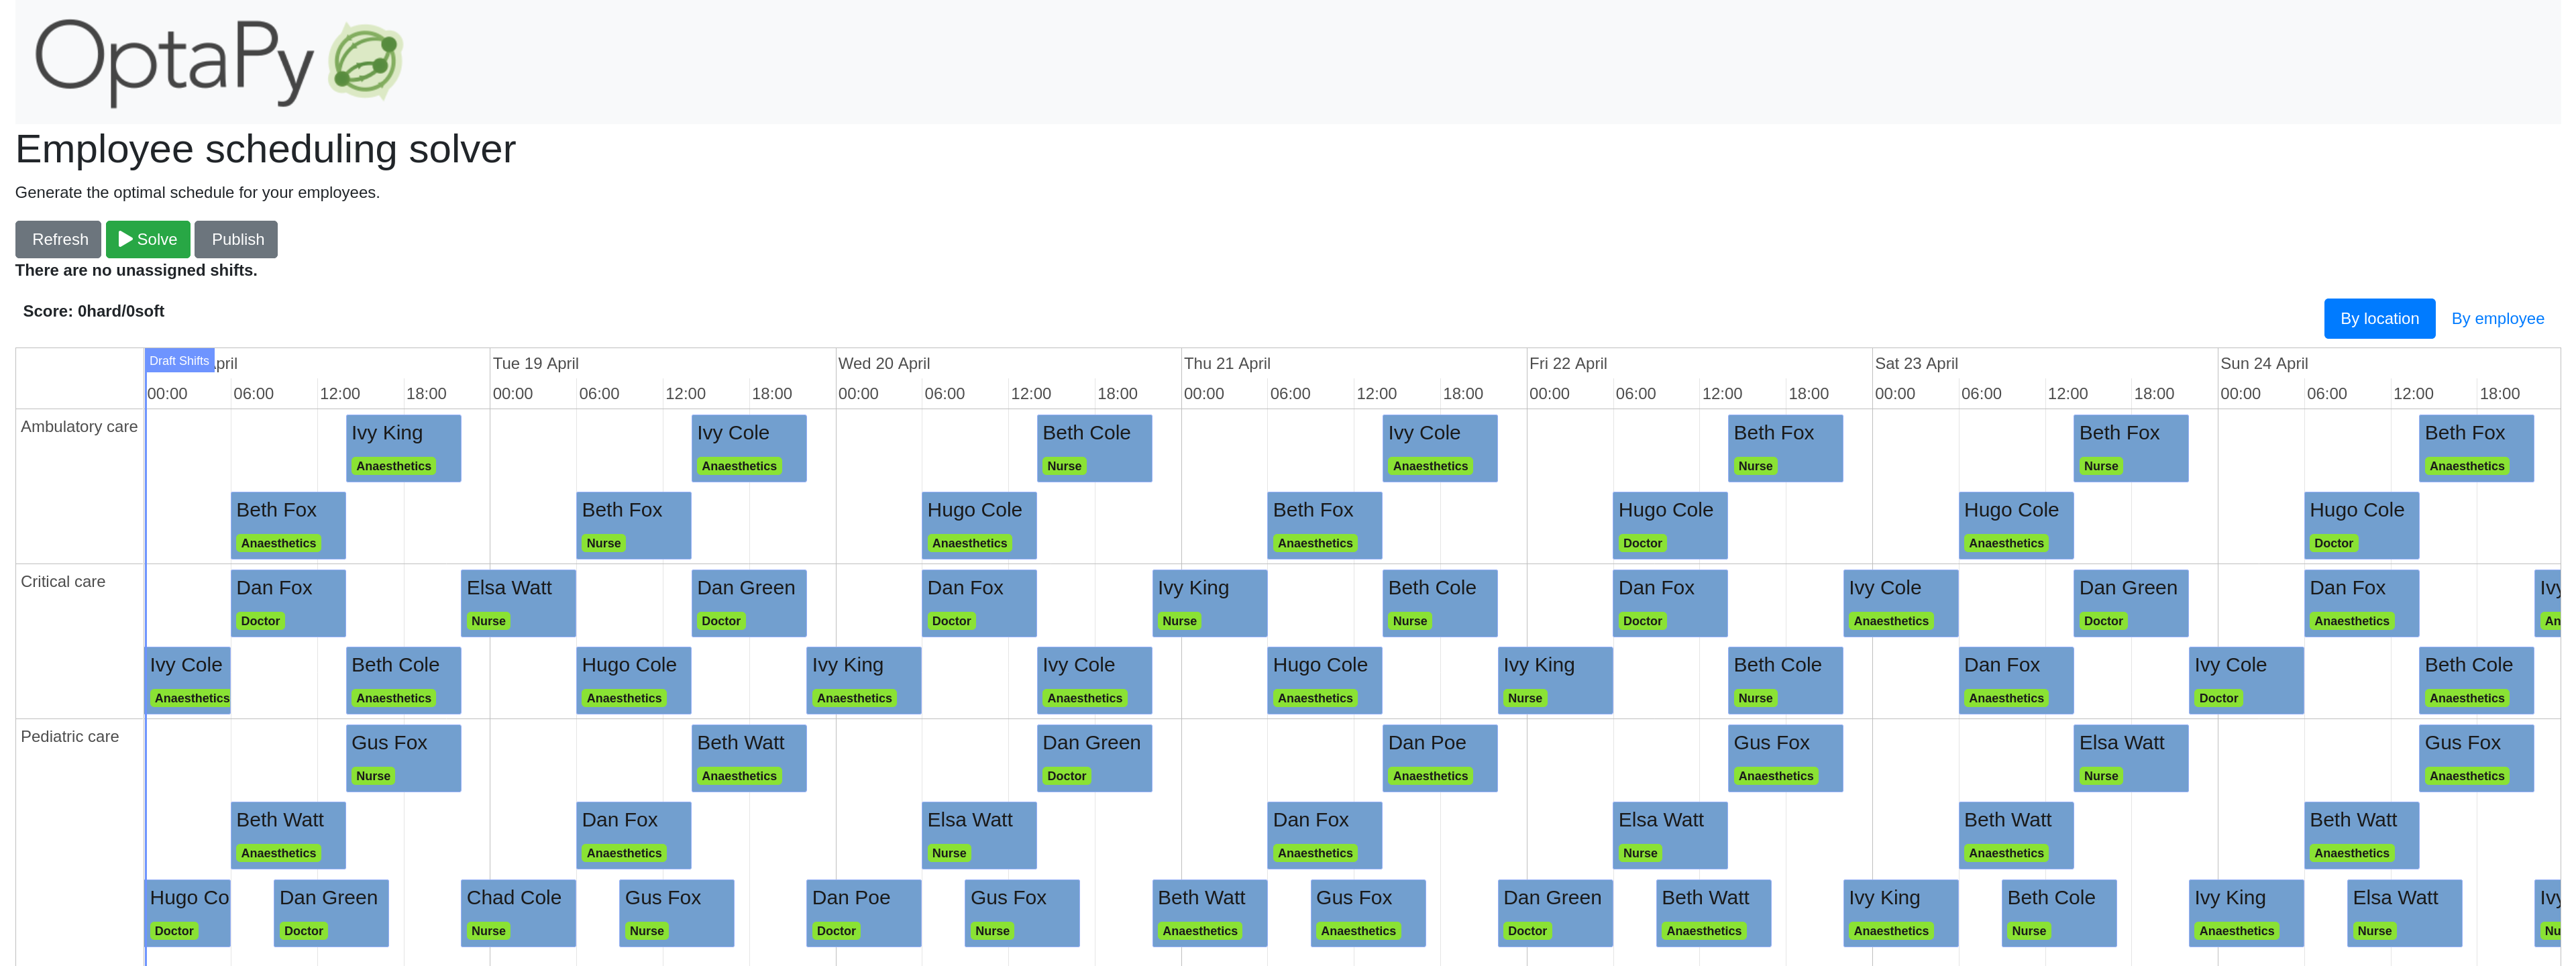 OptaPy
Employee scheduling solver
Generate the optimal schedule for your employees.
Refresh Solve Publish
There are no unassigned shifts.
Score: 0hard/0soft
By location By employee
Draft Shifts Tue 19 April Wed 20 April Thu 21 April Fri 22 April Sat 23 April Sun 24 April
00:00 06:00 12:00 18:00 00:00 06:00 12:00 18:00 00:00 06:00 12:00 18:00 00:00 06:00 12:00 18:00 00:00 06:00 12:00 18:00 00:00 06:00 12:00 18:00 00:00 06:00 12:00 18:00
Ambulatory care
Ivy King Ivy Cole Beth Cole Ivy Cole Beth Fox Beth Fox Beth Fox
Anaesthetics Anaesthetics Nurse Anaesthetics Nurse Nurse Anaesthetics
Beth Fox Beth Fox Hugo Cole Beth Fox Hugo Cole Hugo Cole Hugo Cole
Anaesthetics Nurse Anaesthetics Anaesthetics Doctor Anaesthetics Doctor
Critical care
Dan Fox Elsa Watt Dan Green Dan Fox Ivy King Beth Cole Dan Fox Ivy Cole Dan Green Dan Fox
Doctor Nurse Doctor Doctor Nurse Nurse Doctor Anaesthetics Doctor Anaesthetics An
Ivy Cole Beth Cole Hugo Cole Ivy King Ivy Cole Hugo Cole Ivy King Beth Cole Dan Fox Ivy Cole Beth Cole
Anaesthetics Anaesthetics Anaesthetics Anaesthetics Anaesthetics Anaesthetics Nurse Nurse Anaesthetics Doctor Anaesthetics
Pediatric care
Gus Fox Beth Watt Dan Green Dan Poe Gus Fox Elsa Watt Gus Fox
Nurse Anaesthetics Doctor Anaesthetics Anaesthetics Nurse Anaesthetics
Beth Watt Dan Fox Elsa Watt Dan Fox Elsa Watt Beth Watt Beth Watt
Anaesthetics Anaesthetics Nurse Anaesthetics Nurse Anaesthetics Anaesthetics
Hugo Co Dan Green Chad Cole Gus Fox Dan Poe Gus Fox Beth Watt Gus Fox Dan Green Beth Watt Ivy King Beth Cole Ivy King Elsa Watt
Doctor Doctor Nurse Nurse Doctor Nurse Anaesthetics Anaesthetics Doctor Anaesthetics Anaesthetics Nurse Anaesthetics Nurse Nu